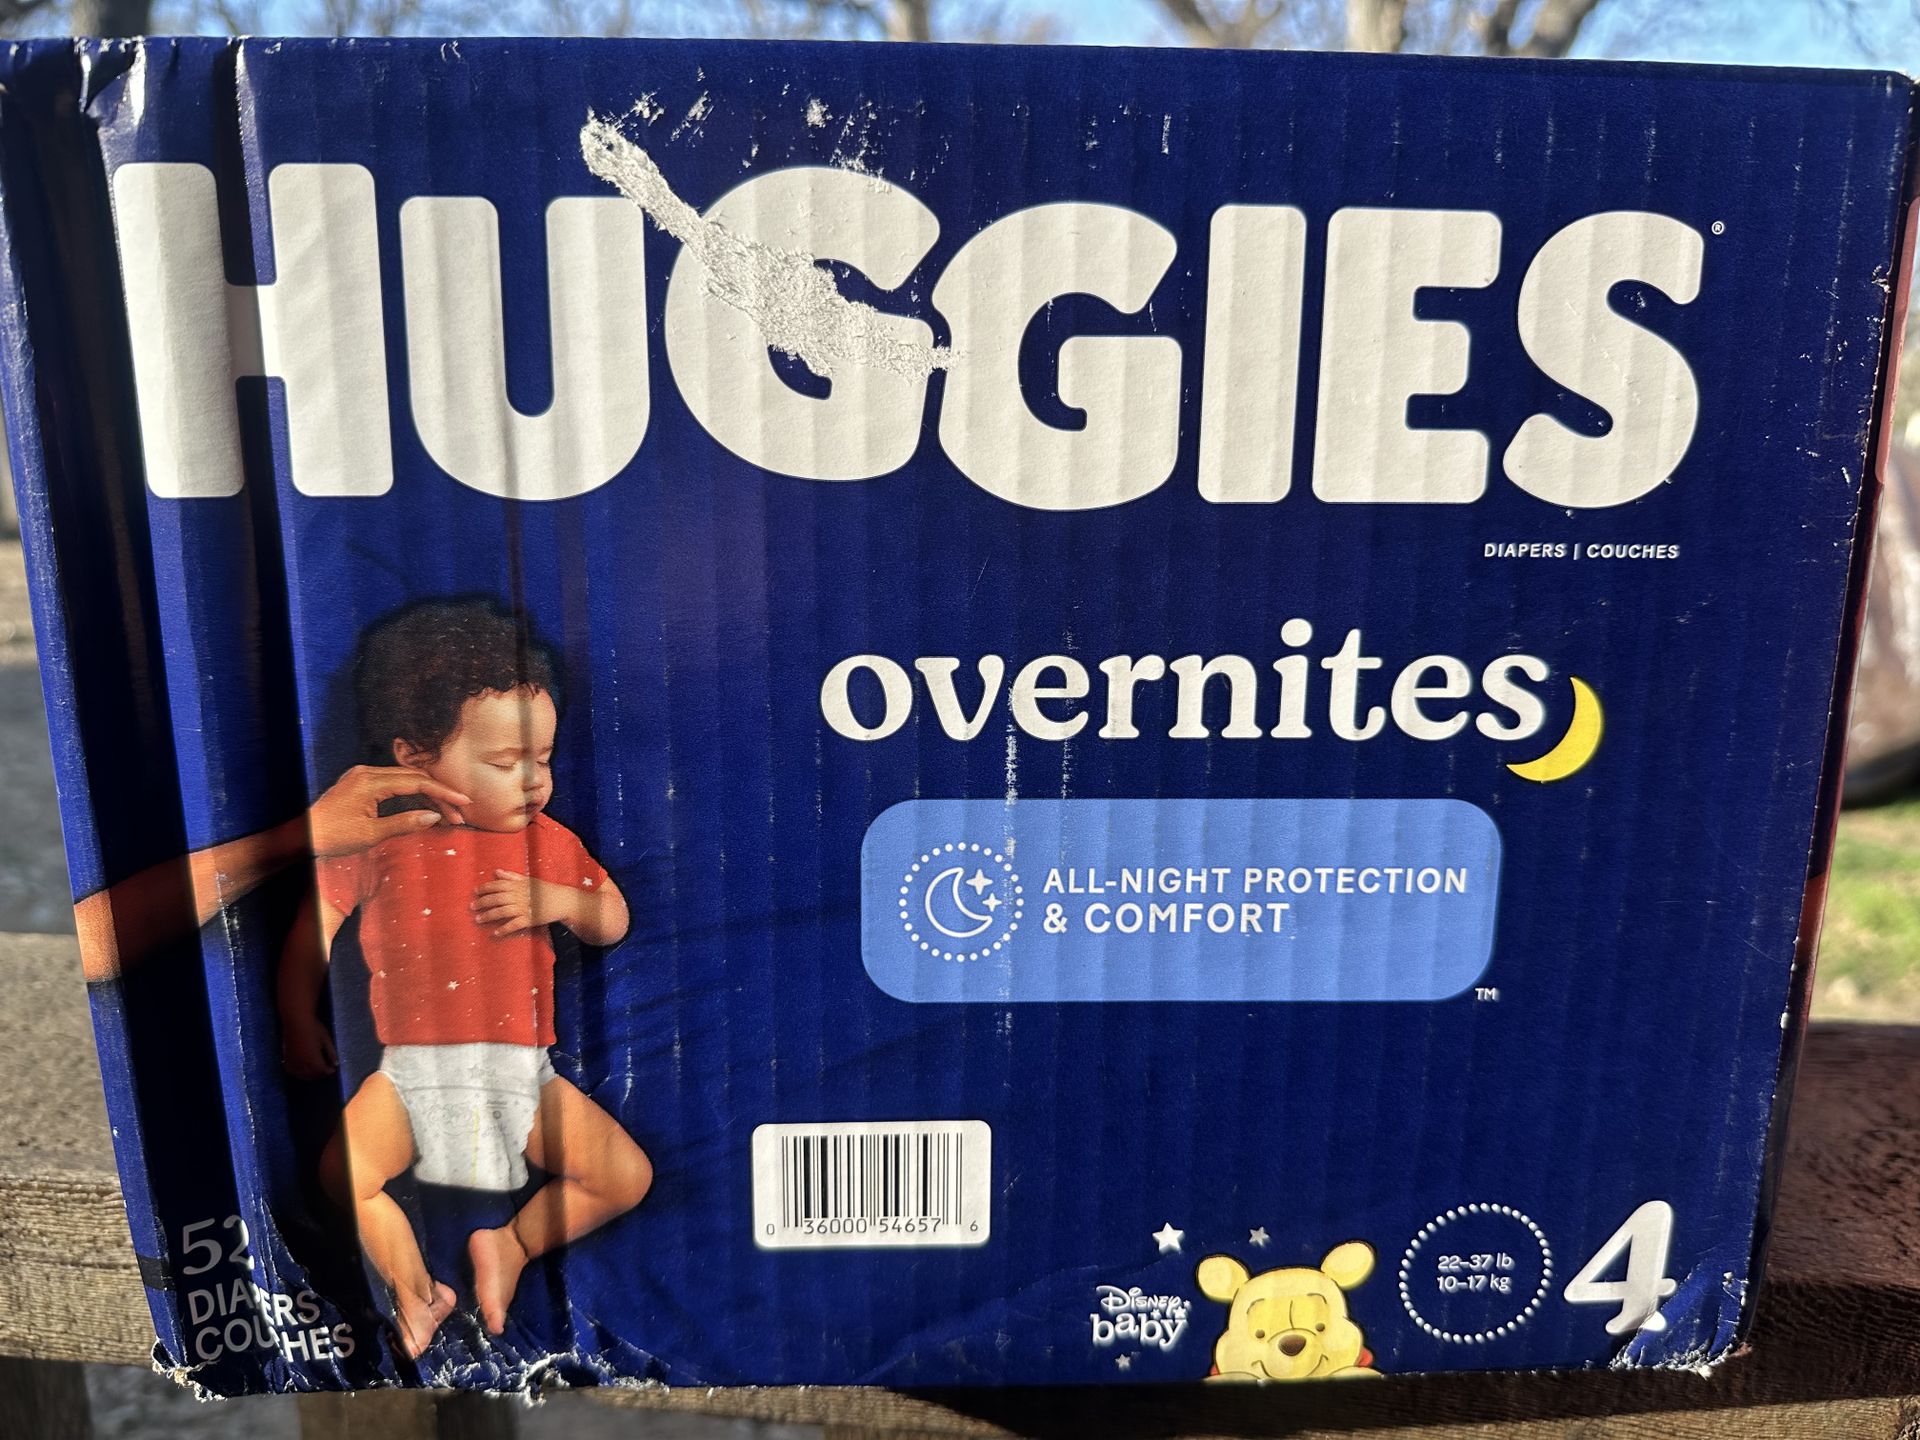 HUGGIES®
DIAPERS | COUCHES
overnites
ALL-NIGHT PROTECTION
& COMFORT
TM
0 36000 54657 6
52
DIAPERS
COUCHES
Disney
baby
22–37 lb
10–17 kg
4